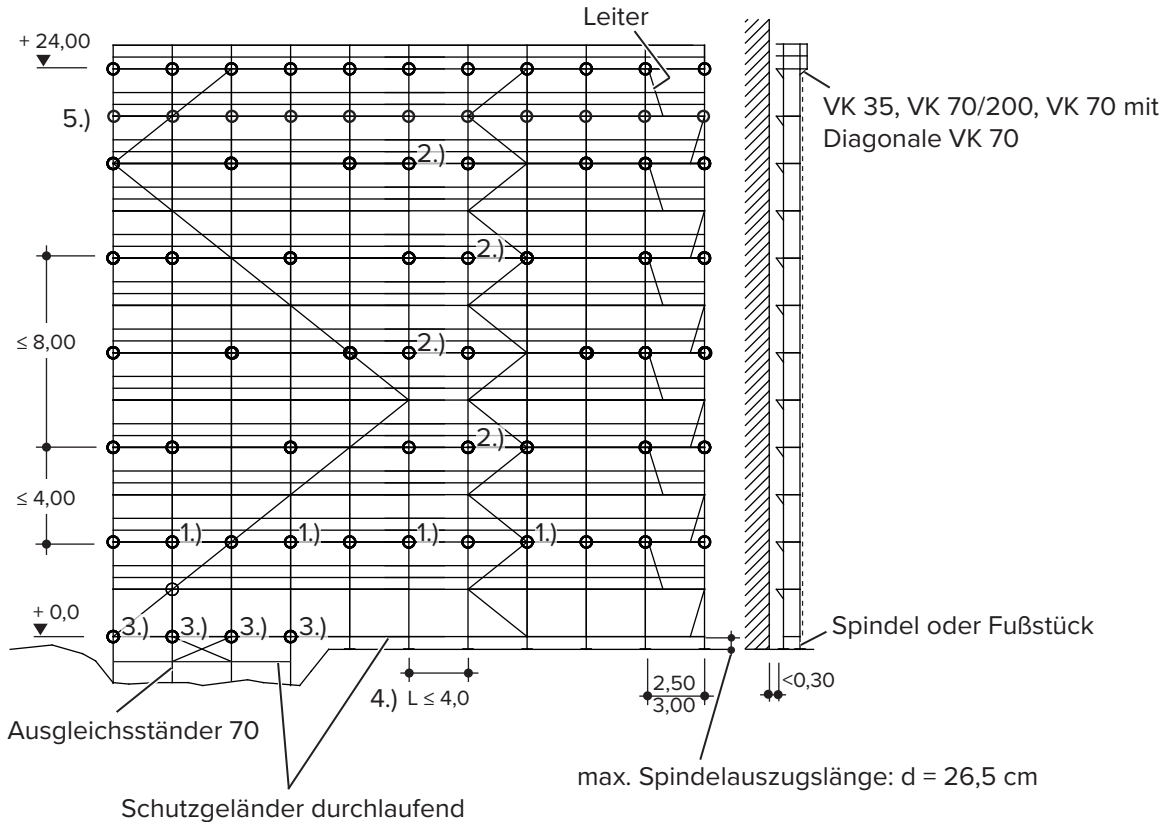 Leiter
+ 24,00
VK 35, VK 70/200, VK 70 mit
Diagonale VK 70
5.)
2.)
2.)
≤ 8,00
2.)
2.)
≤ 4,00
1.) 1.) 1.) 1.)
+ 0,0
3.) 3.) 3.) 3.)
Spindel oder Fußstück
4.) L ≤ 4,0
2,50
3,00
<0,30
Ausgleichsständer 70
max. Spindelauszugslänge: d = 26,5 cm
Schutzgeländer durchlaufend